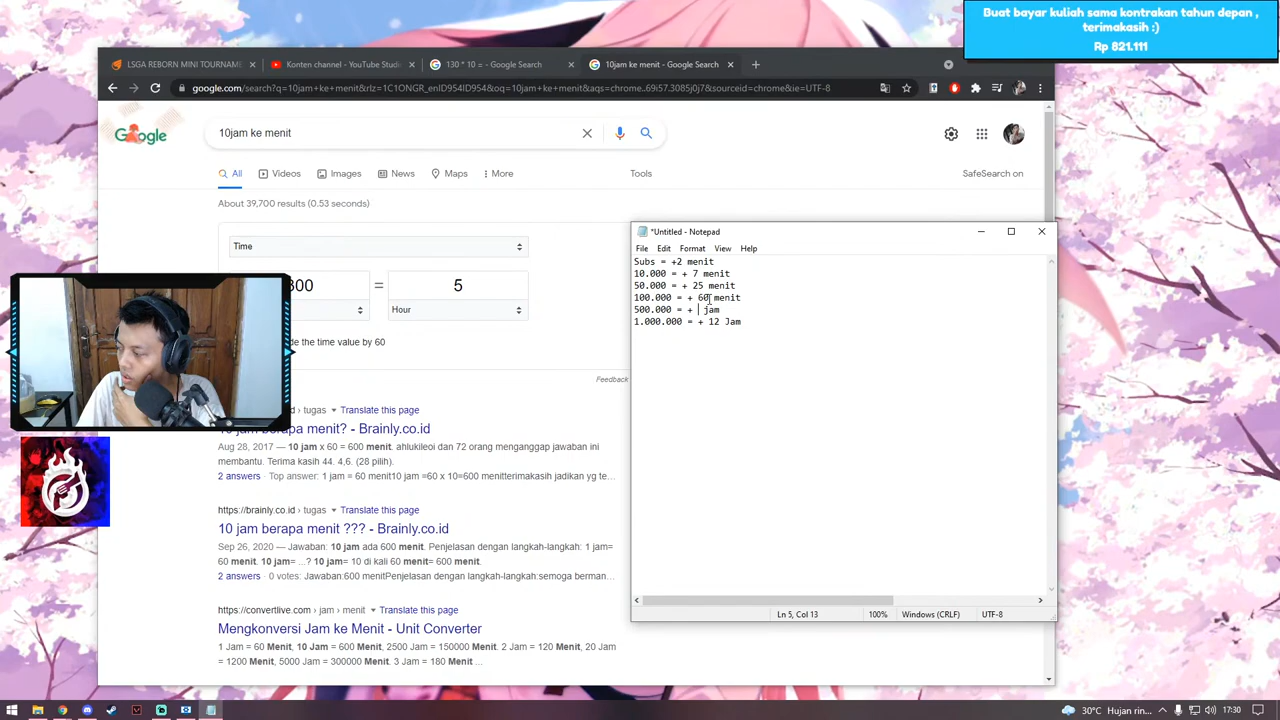 Buat bayar kuliah sama kontrakan tahun depan ,
terimakasih :)
Rp 821.111
LSGA REBORN MINI TOURNAME
Konten channel - YouTube Studi
130 * 10 = - Google Search
10jam ke menit - Google Search
google.com/search?q=10jam+ke+menit&rlz=1C1ONGR_enID954ID954&oq=10jam+ke+menit&aqs=chrome..69i57.3085j0j7&sourceid=chrome&ie=UTF-8
10jam ke menit
All
Videos
Images
News
Maps
More
Tools
SafeSearch on
About 39,700 results (0.53 seconds)
Time
300
=
5
Hour
de the time value by 60
Feedback
*Untitled - Notepad
File Edit Format View Help
Subs = +2 menit
10.000 = + 7 menit
50.000 = + 25 menit
100.000 = + 60 menit
500.000 = + jam
1.000.000 = + 12 Jam
Ln 5, Col 13
100%
Windows (CRLF)
UTF-8
› tugas
Translate this page
10 jam berapa menit? - Brainly.co.id
Aug 28, 2017 — 10 jam x 60 = 600 menit. ahlukileoi dan 72 orang menganggap jawaban ini
membantu. Terima kasih 44. 4,6. (28 pilih).
2 answers · Top answer: 1 jam = 60 menit10 jam =60 x 10=600 menitterimakasih jadikan yg te...
https://brainly.co.id › tugas
Translate this page
10 jam berapa menit ??? - Brainly.co.id
Sep 26, 2020 — Jawaban: 10 jam ada 600 menit. Penjelasan dengan langkah-langkah: 1 jam=
60 menit. 10 jam= ...? 10 jam= 10 di kali 60 menit= 600 menit.
2 answers · 0 votes: Jawaban:600 menitPenjelasan dengan langkah-langkah:semoga berman...
https://convertlive.com › jam › menit
Translate this page
Mengkonversi Jam ke Menit - Unit Converter
1 Jam = 60 Menit, 10 Jam = 600 Menit, 2500 Jam = 150000 Menit. 2 Jam = 120 Menit, 20 Jam
= 1200 Menit, 5000 Jam = 300000 Menit. 3 Jam = 180 Menit ...
30°C Hujan rin...
17:30